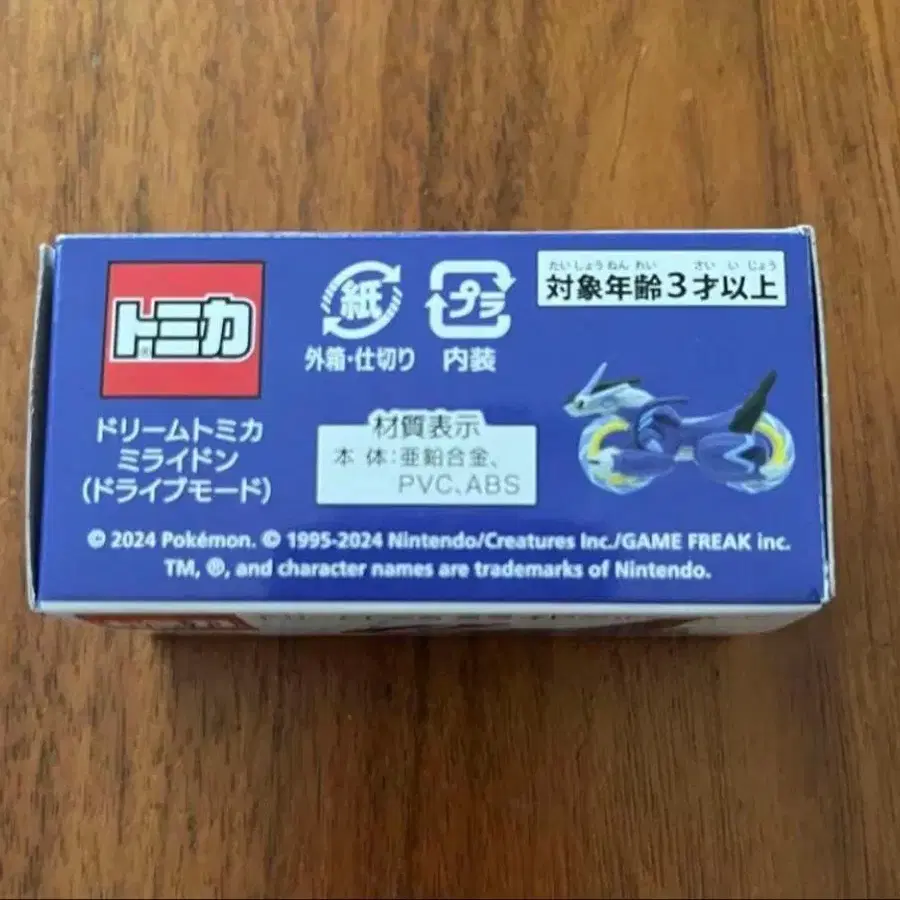 トミカ®
紙
外箱・仕切り
プラ
内装
たいしょうねんれい さいいじょう
対象年齢3才以上
ドリームトミカ
ミライドン
(ドライブモード)
材質表示
本体:亜鉛合金、
PVC、ABS
© 2024 Pokémon. © 1995-2024 Nintendo/Creatures Inc./GAME FREAK inc.
TM, ®, and character names are trademarks of Nintendo.